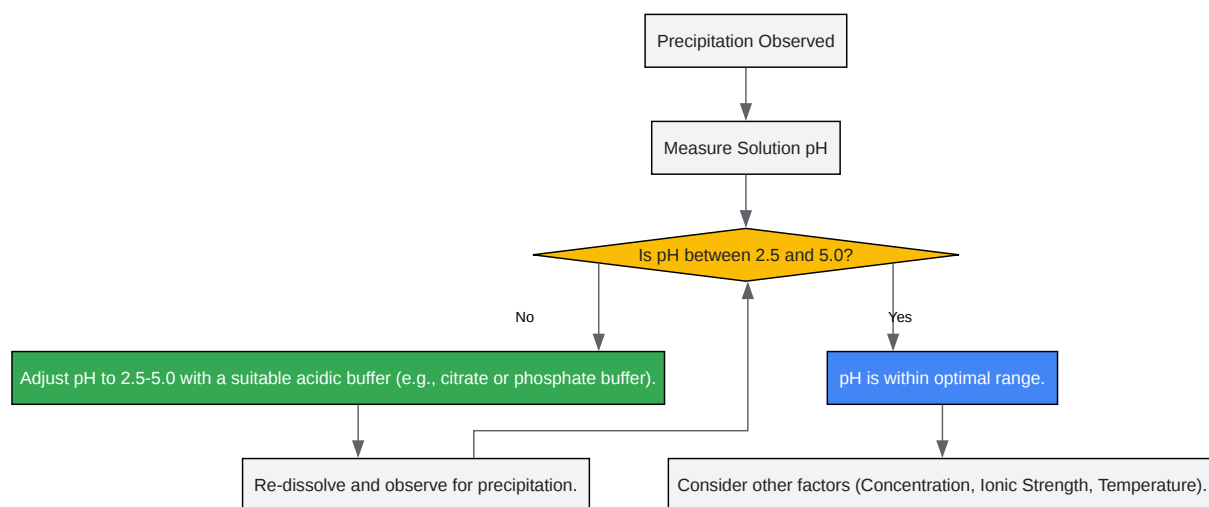 Precipitation Observed
Measure Solution pH
Is pH between 2.5 and 5.0?
No
Yes
Adjust pH to 2.5-5.0 with a suitable acidic buffer (e.g., citrate or phosphate buffer).
pH is within optimal range.
Re-dissolve and observe for precipitation.
Consider other factors (Concentration, Ionic Strength, Temperature).